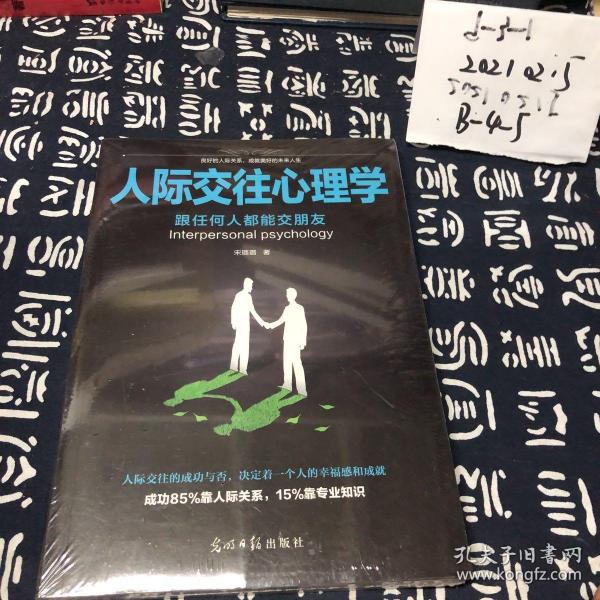 d-3-1
2021 02.5
B-4-5
良好的人际关系，成就美好的未来人生
人际交往心理学
跟任何人都能交朋友
Interpersonal psychology
著
人际交往的成功与否，决定着一个人的幸福感和成就
成功85%靠人际关系，15%靠专业知识
光明日报出版社
孔夫子旧书网
www.kongfz.com